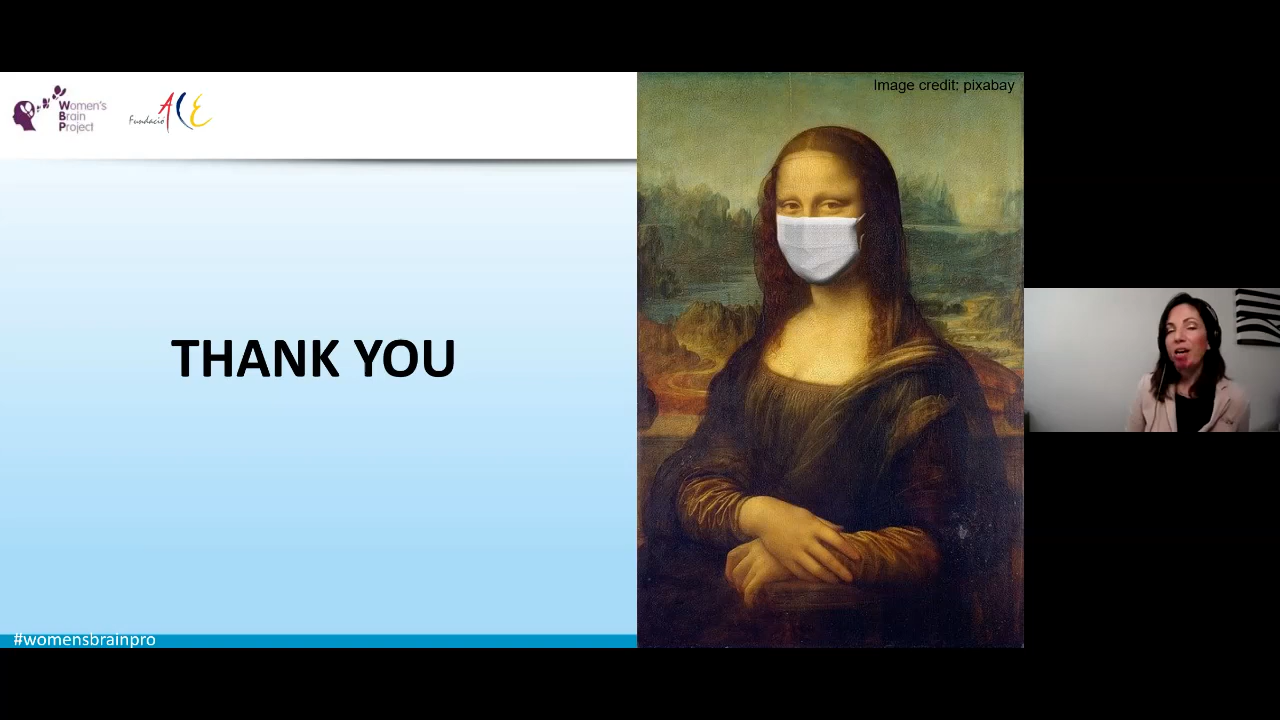 Women's
Brain
Project
Fundació ACE
Image credit: pixabay
THANK YOU
#womensbrainpro